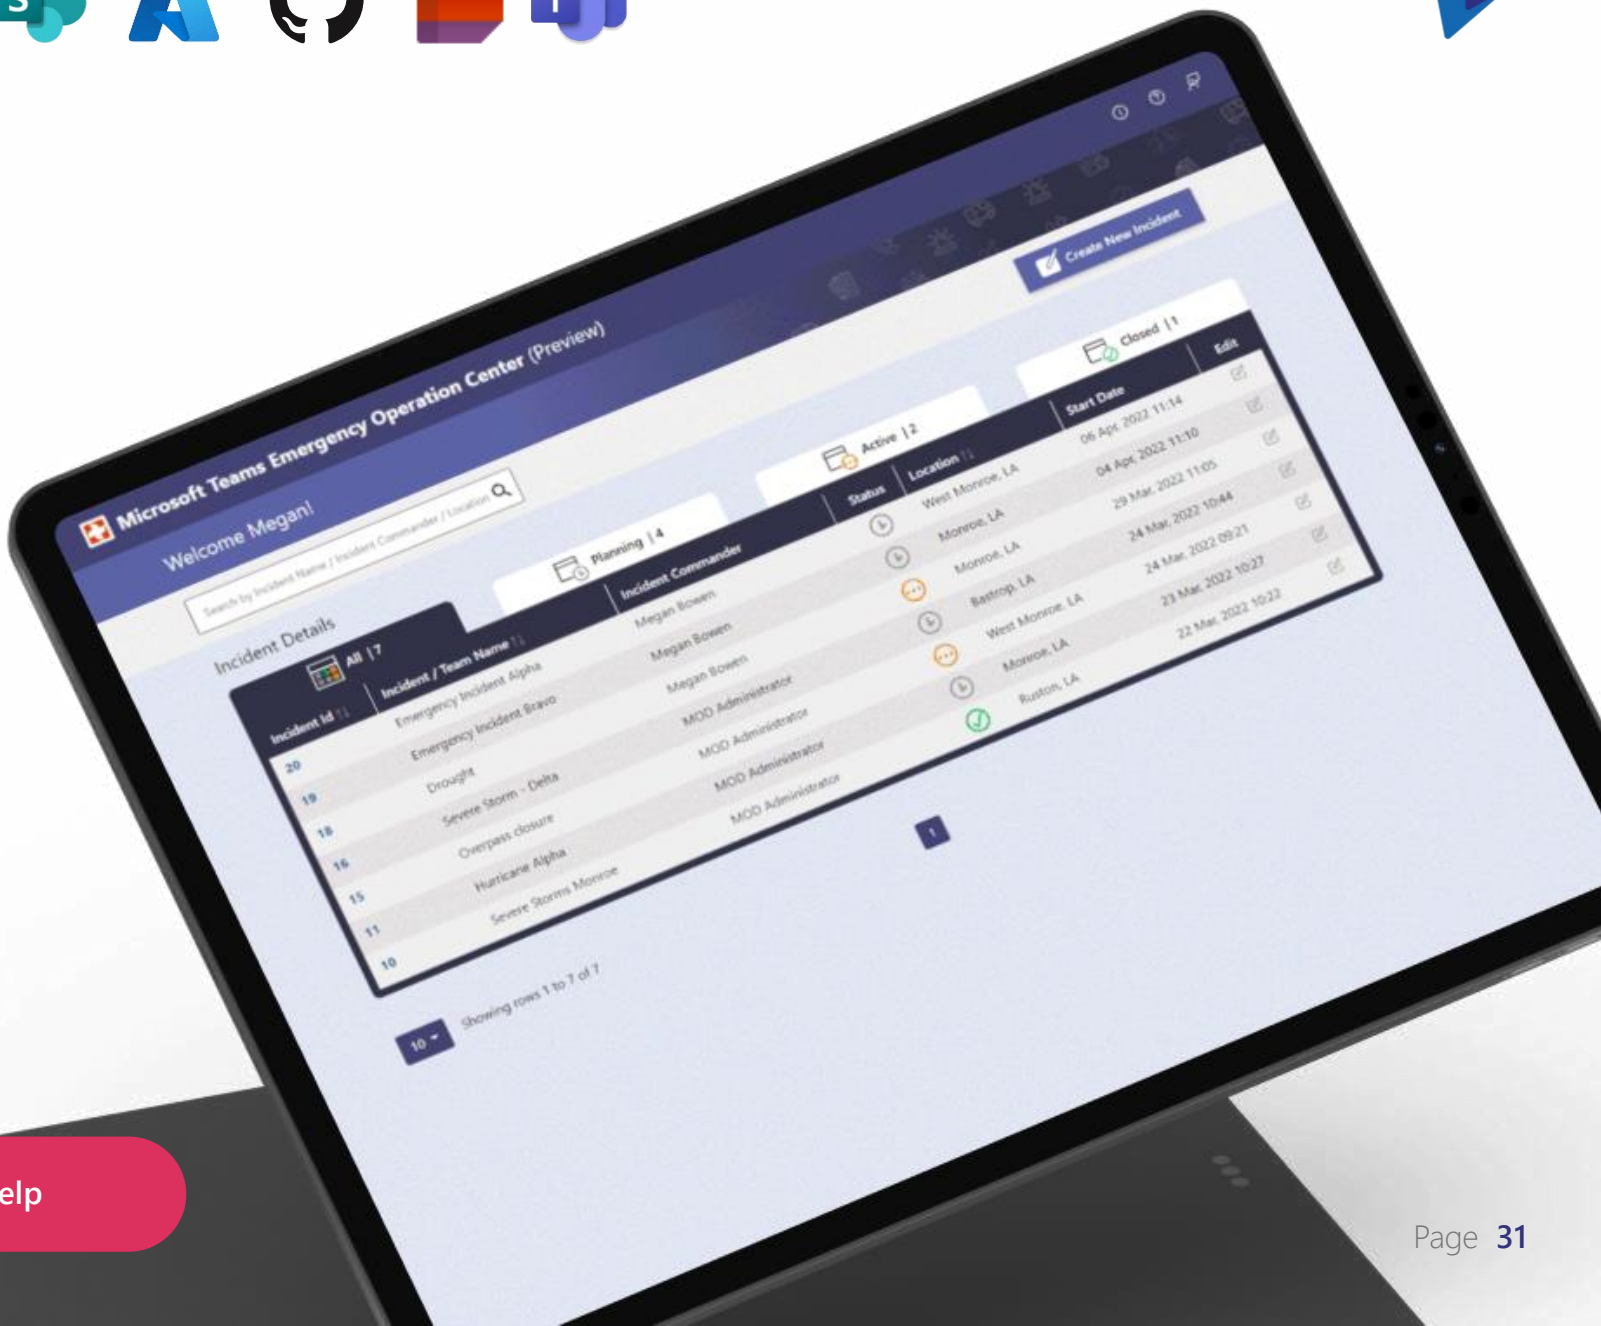 S
Microsoft Teams Emergency Operation Center (Preview)
Welcome Megan!
Search by Incident Name / Incident Commander / Location
Create New Incident
Incident Details
All | 7
Planning | 4
Active | 2
Closed | 1
Incident Id Incident / Team Name Incident Commander Status Location Start Date Edit
20 Emergency Incident Alpha Megan Bowen West Monroe, LA 06 Apr, 2022 11:14
19 Emergency Incident Bravo Megan Bowen Monroe, LA 04 Apr, 2022 11:10
18 Drought Megan Bowen Monroe, LA 29 Mar, 2022 11:05
16 Severe Storm - Delta MOD Administrator Bastrop, LA 24 Mar, 2022 10:44
15 Overpass closure MOD Administrator West Monroe, LA 24 Mar, 2022 09:21
11 Hurricane Alpha MOD Administrator Monroe, LA 23 Mar, 2022 10:27
10 Severe Storms Monroe MOD Administrator Ruston, LA 22 Mar, 2022 10:22
1
10 Showing rows 1 to 7 of 7
elp
Page 31